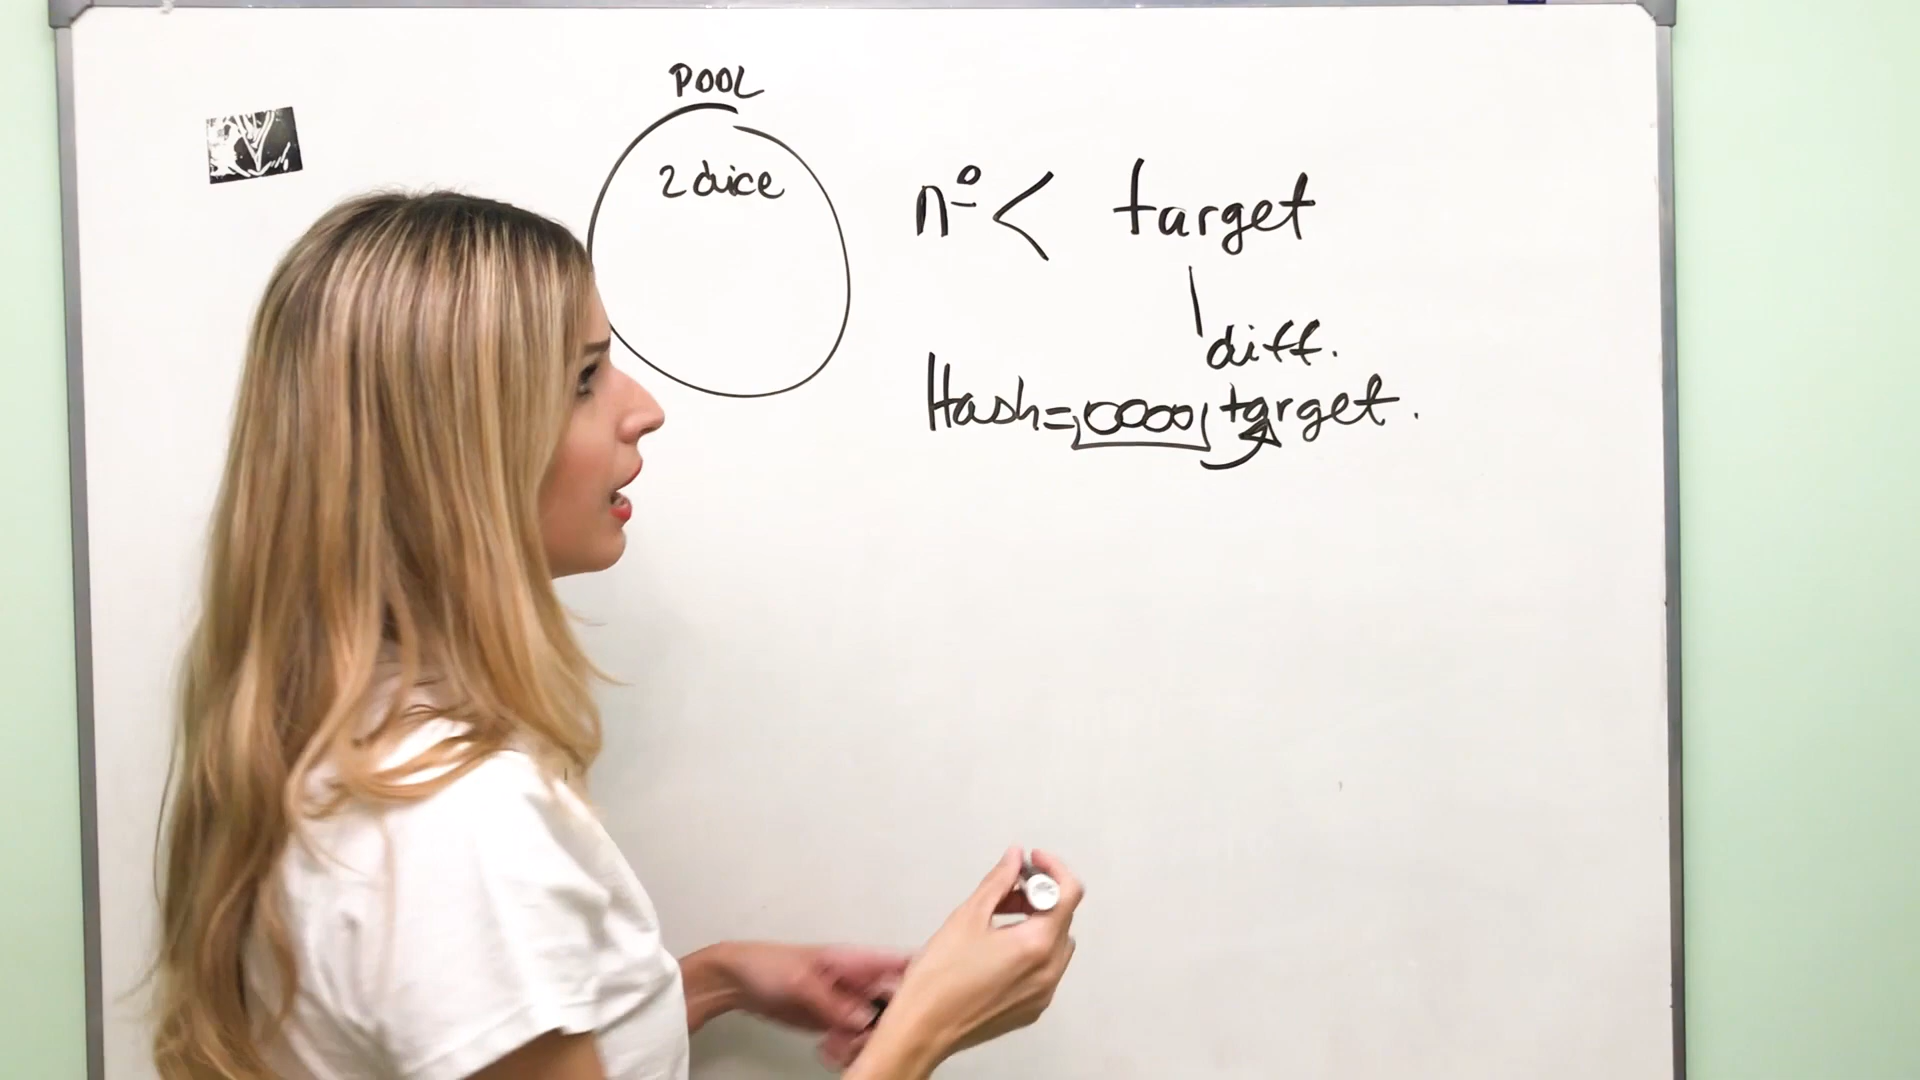 POOL
2 dice
nº < target
diff.
Hash=0000 target.